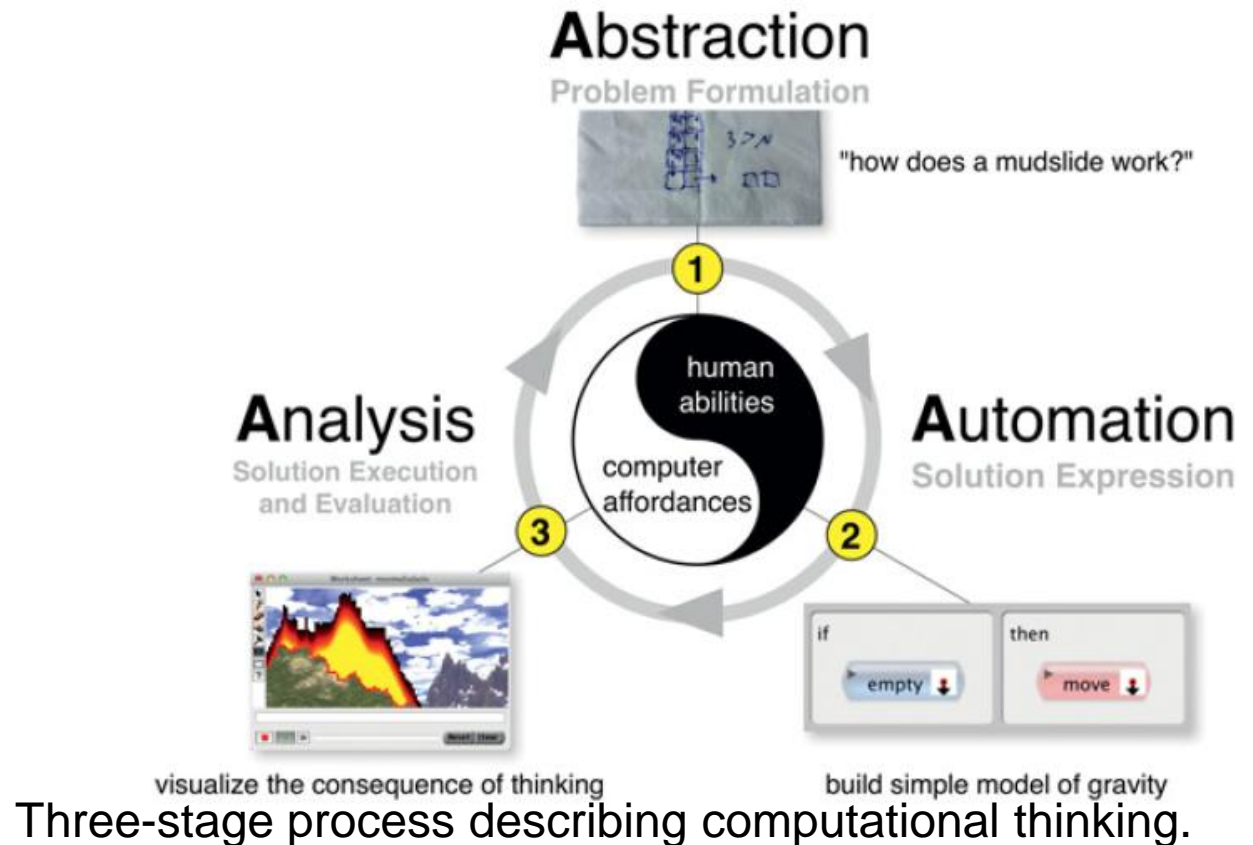 Abstraction
Problem Formulation
3 > N
"how does a mudslide work?"
1
human
abilities
Analysis
Solution Execution
and Evaluation
Automation
Solution Expression
computer
affordances
3
2
if
empty
then
move
visualize the consequence of thinking
build simple model of gravity
Three-stage process describing computational thinking.